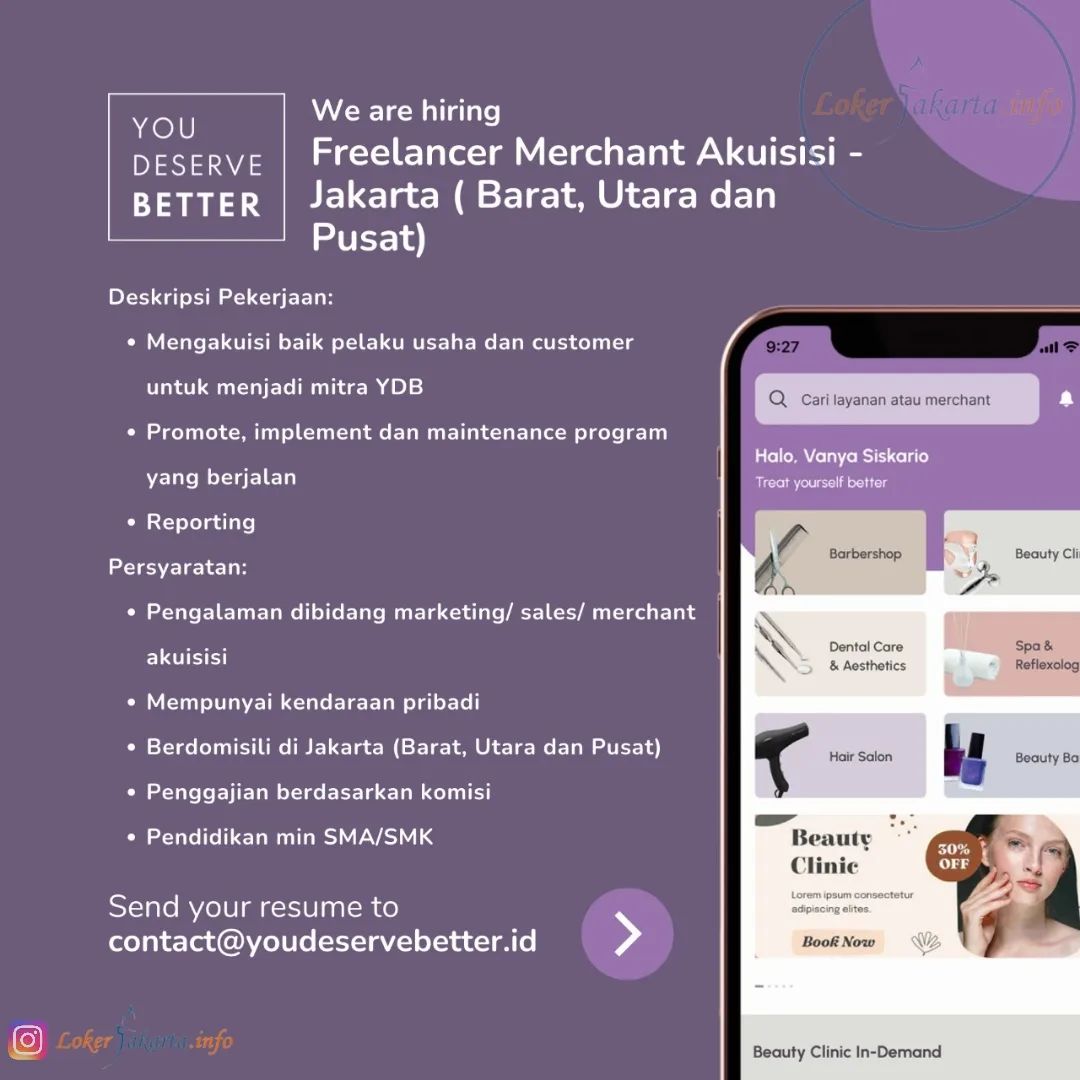 Loker Jakarta.info
YOU
DESERVE
BETTER
We are hiring
Freelancer Merchant Akuisisi -
Jakarta ( Barat, Utara dan
Pusat)
Deskripsi Pekerjaan:
• Mengakuisi baik pelaku usaha dan customer
untuk menjadi mitra YDB
• Promote, implement dan maintenance program
yang berjalan
• Reporting
Persyaratan:
• Pengalaman dibidang marketing/ sales/ merchant
akuisisi
• Mempunyai kendaraan pribadi
• Berdomisili di Jakarta (Barat, Utara dan Pusat)
• Penggajian berdasarkan komisi
• Pendidikan min SMA/SMK
Send your resume to
contact@youdeservebetter.id
Loker Jakarta.info
9:27
Cari layanan atau merchant
Halo, Vanya Siskario
Treat yourself better
Barbershop
Beauty Cli
Dental Care
& Aesthetics
Spa &
Reflexolog
Hair Salon
Beauty Ba
Beauty
Clinic
30%
OFF
Lorem ipsum consectetur
adipiscing elites.
Book Now
Beauty Clinic In-Demand